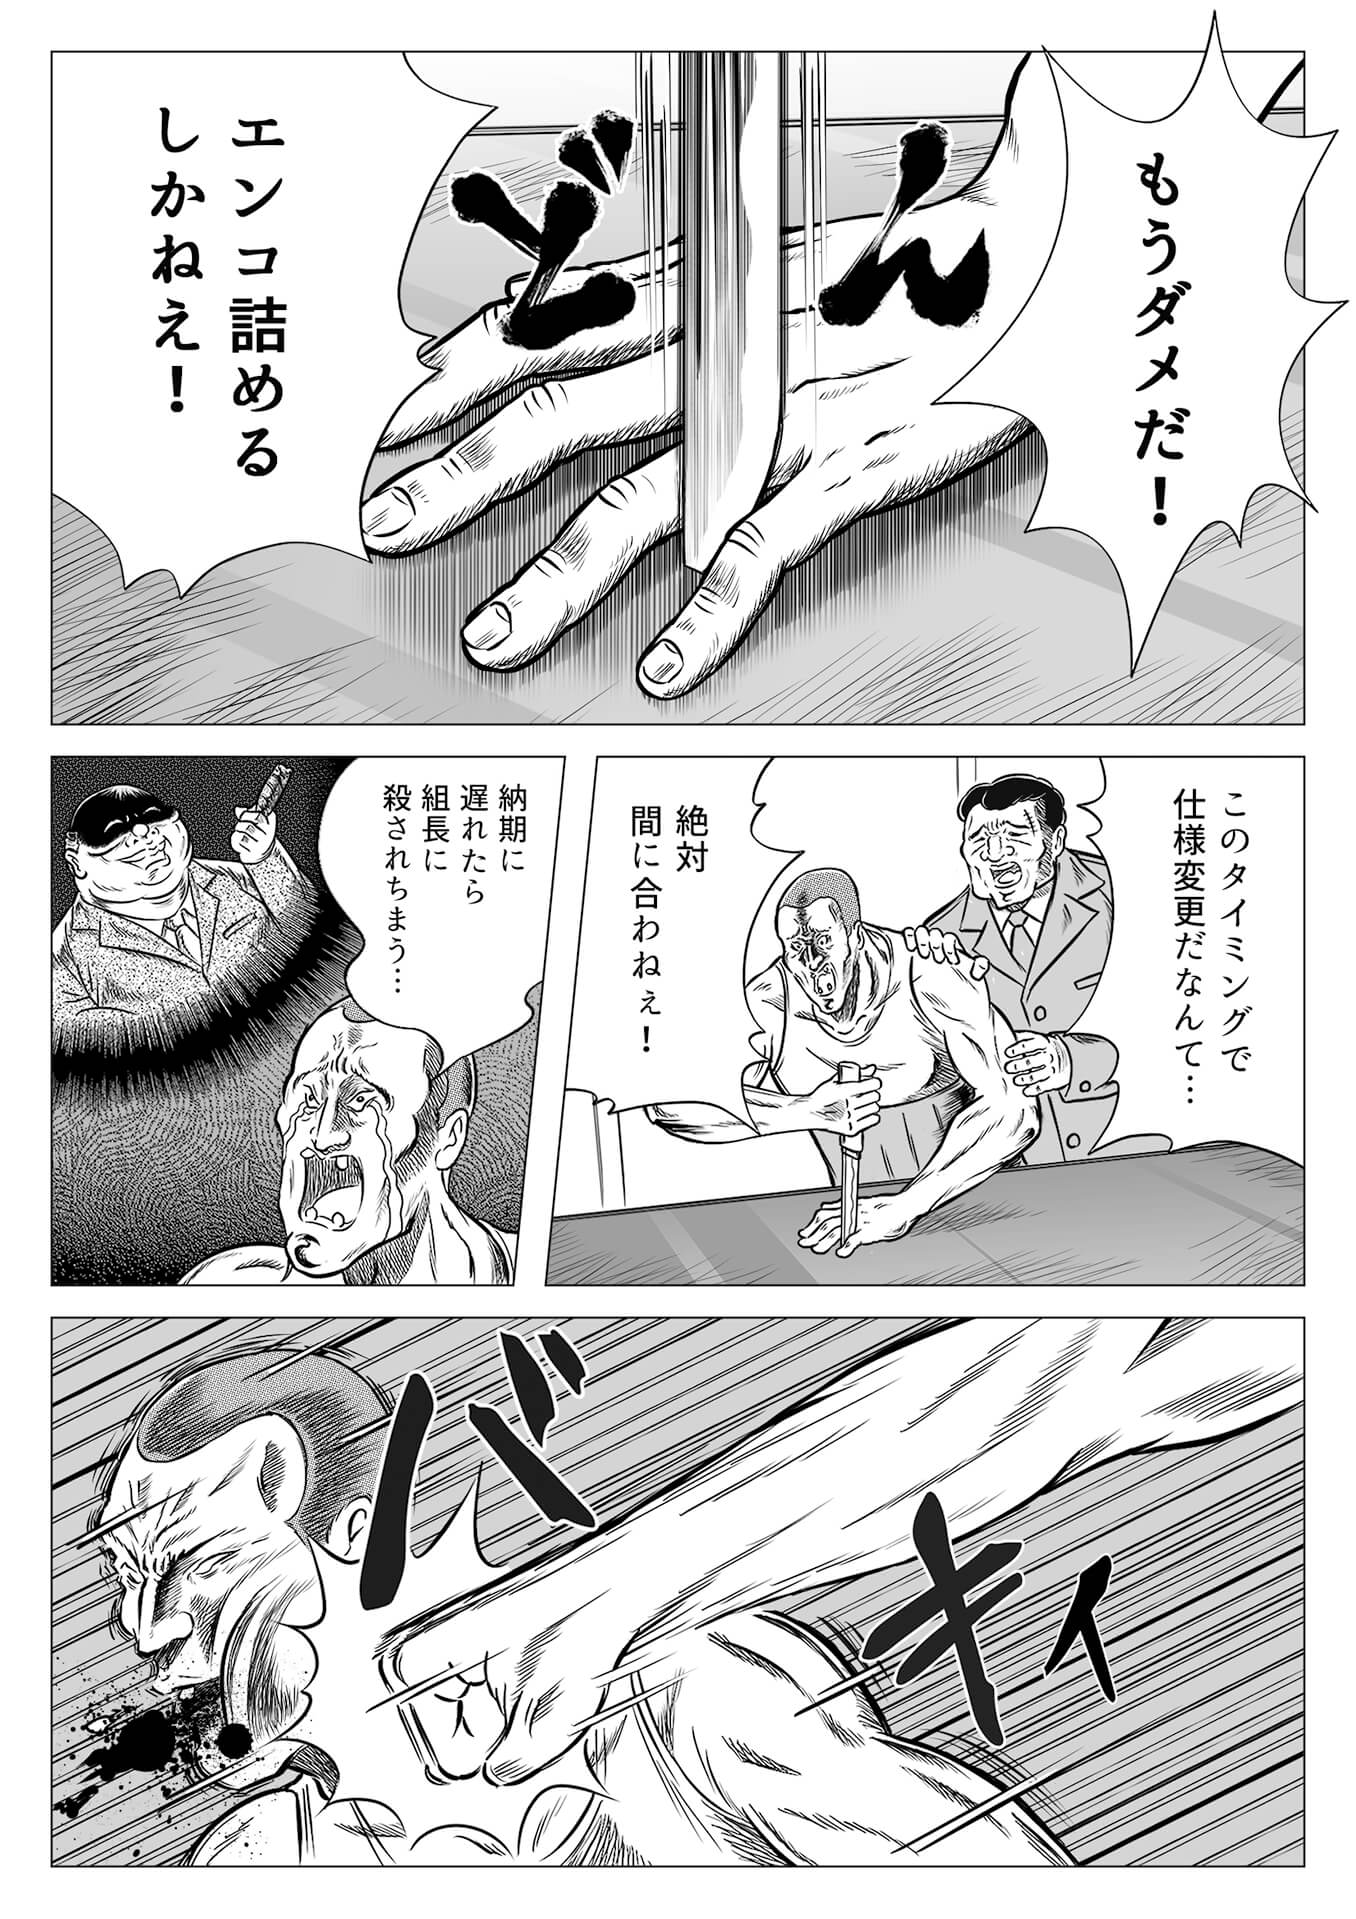 もうダメだ！
どん
エンコ詰める
しかねえ！
このタイミングで
仕様変更だなんて…
絶対
間に合わねぇ！
納期に
遅れたら
組長に
殺されちまう…
バキィ